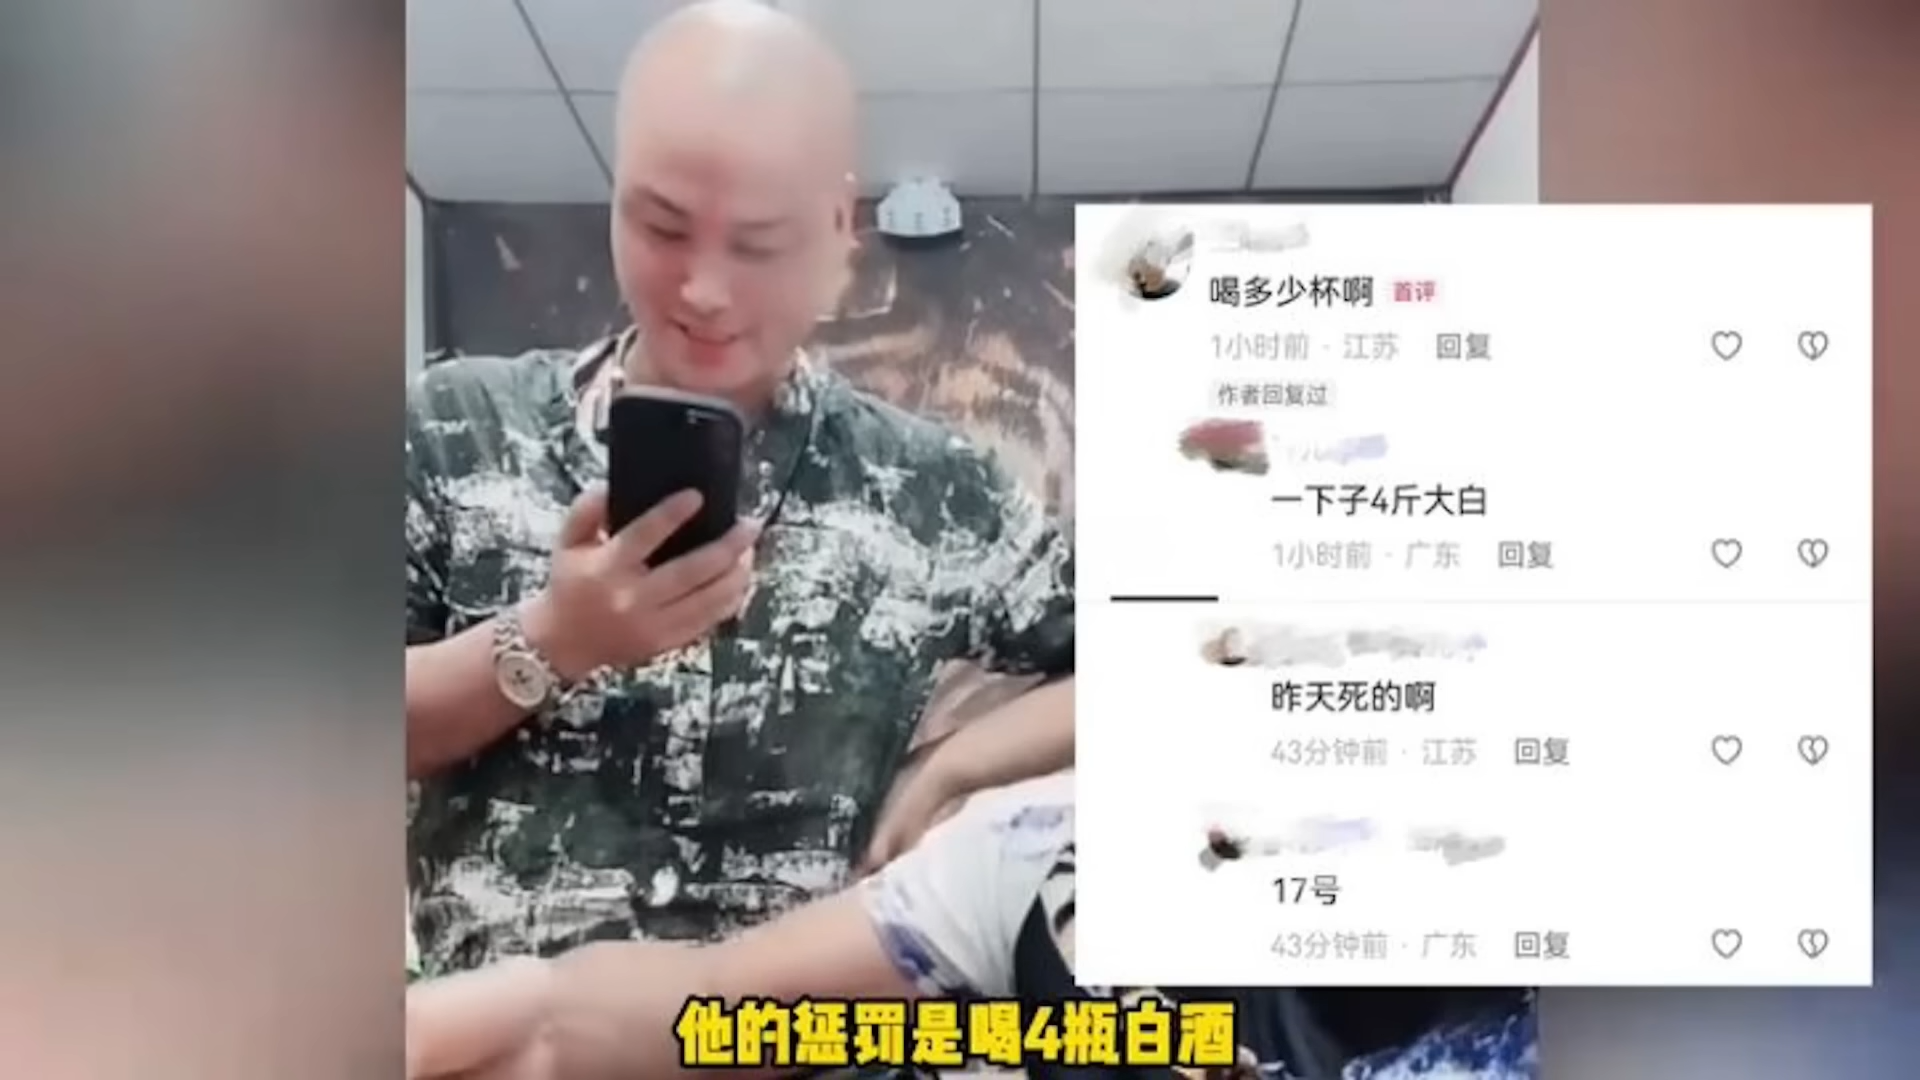 喝多少杯啊 首评
1小时前 · 江苏 回复
作者回复过
一下子4斤大白
1小时前 · 广东 回复
昨天死的啊
43分钟前 · 江苏 回复
17号
43分钟前 · 广东 回复
他的惩罚是喝4瓶白酒